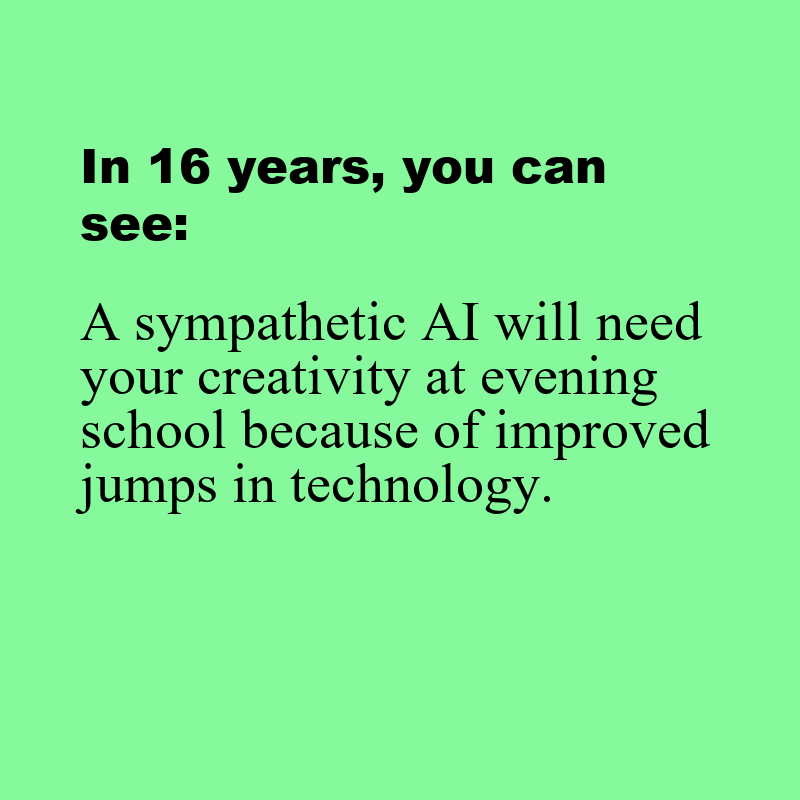 In 16 years, you can
see:
A sympathetic AI will need
your creativity at evening
school because of improved
jumps in technology.